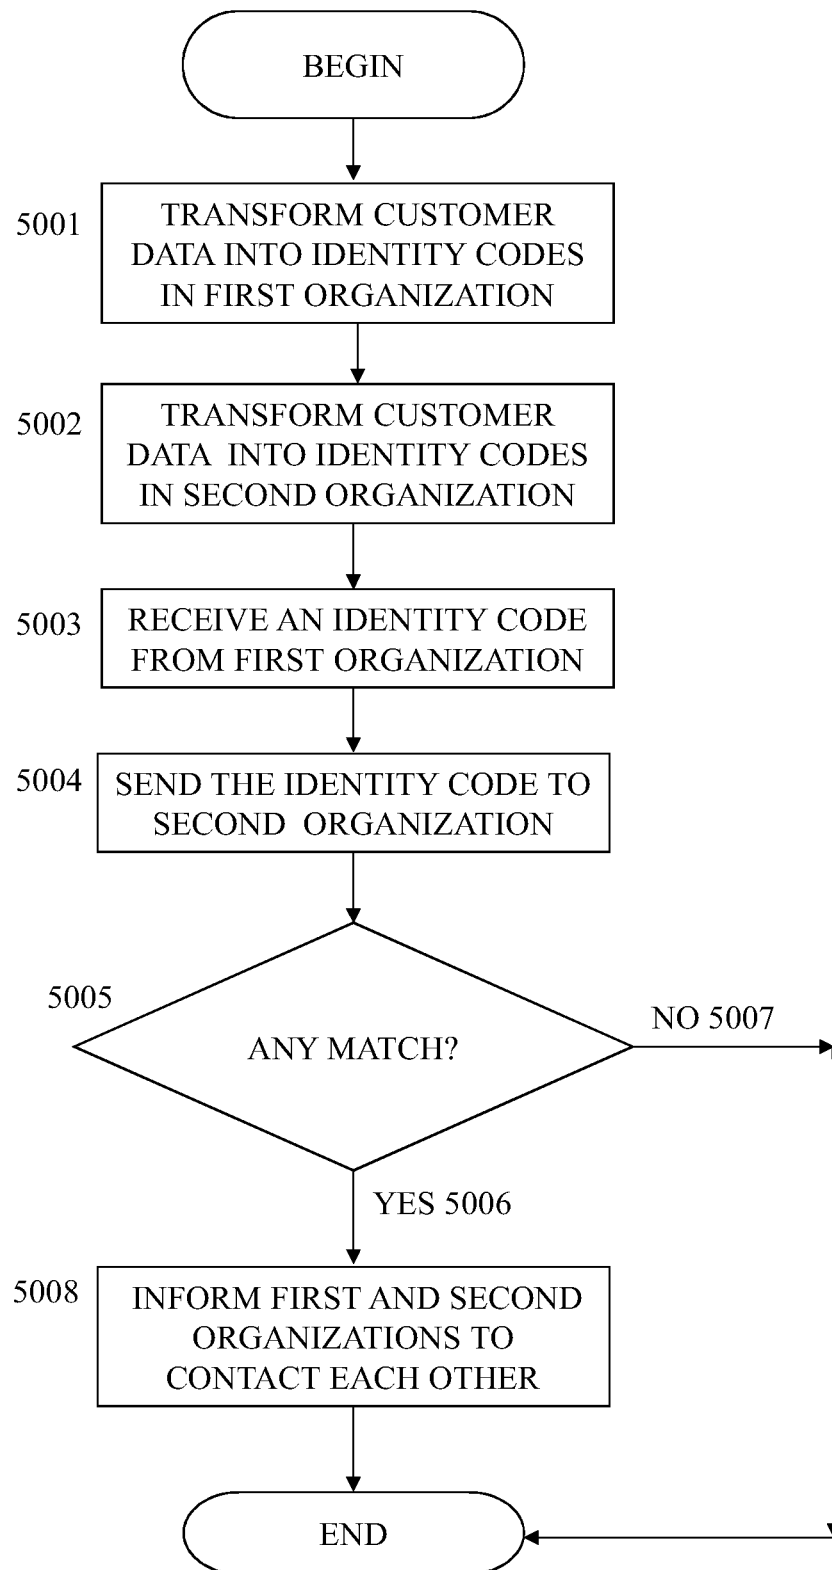 BEGIN
5001
TRANSFORM CUSTOMER
DATA INTO IDENTITY CODES
IN FIRST ORGANIZATION
5002
TRANSFORM CUSTOMER
DATA INTO IDENTITY CODES
IN SECOND ORGANIZATION
5003
RECEIVE AN IDENTITY CODE
FROM FIRST ORGANIZATION
5004
SEND THE IDENTITY CODE TO
SECOND ORGANIZATION
5005
ANY MATCH?
NO 5007
YES 5006
5008
INFORM FIRST AND SECOND
ORGANIZATIONS TO
CONTACT EACH OTHER
END